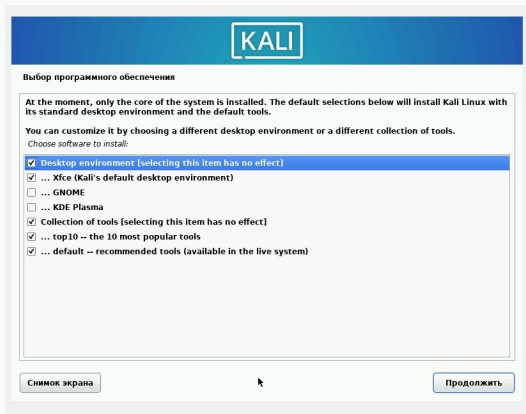 KALI
Выбор программного обеспечения
At the moment, only the core of the system is installed. The default selections below will install Kali Linux with
its standard desktop environment and the default tools.
You can customize it by choosing a different desktop environment or a different collection of tools.
Choose software to install:
Desktop environment [selecting this item has no effect]
... Xfce (Kali's default desktop environment)
... GNOME
... KDE Plasma
Collection of tools [selecting this item has no effect]
... top10 -- the 10 most popular tools
... default -- recommended tools (available in the live system)
Снимок экрана
Продолжить